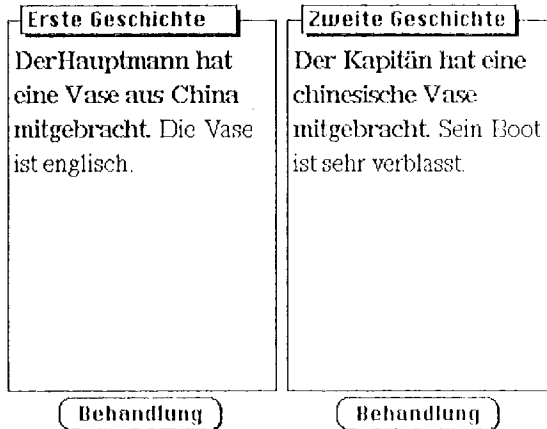 Erste Geschichte
DerHauptmann hat
eine Vase aus China
mitgebracht. Die Vase
ist englisch.
Behandlung
Zweite Geschichte
Der Kapitän hat eine
chinesische Vase
mitgebracht. Sein Boot
ist sehr verblasst.
Behandlung